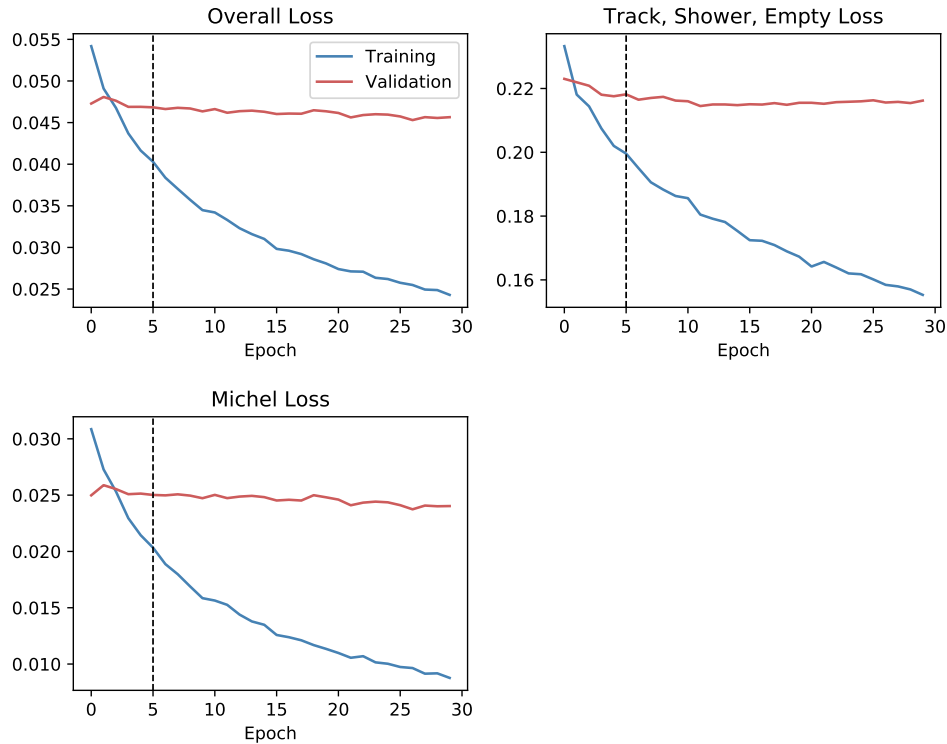 Overall Loss
0.055
0.050
0.045
0.040
0.035
0.030
0.025
0 5 10 15 20 25 30
Epoch
Training
Validation
Track, Shower, Empty Loss
0.22
0.20
0.18
0.16
0 5 10 15 20 25 30
Epoch
Michel Loss
0.030
0.025
0.020
0.015
0.010
0 5 10 15 20 25 30
Epoch